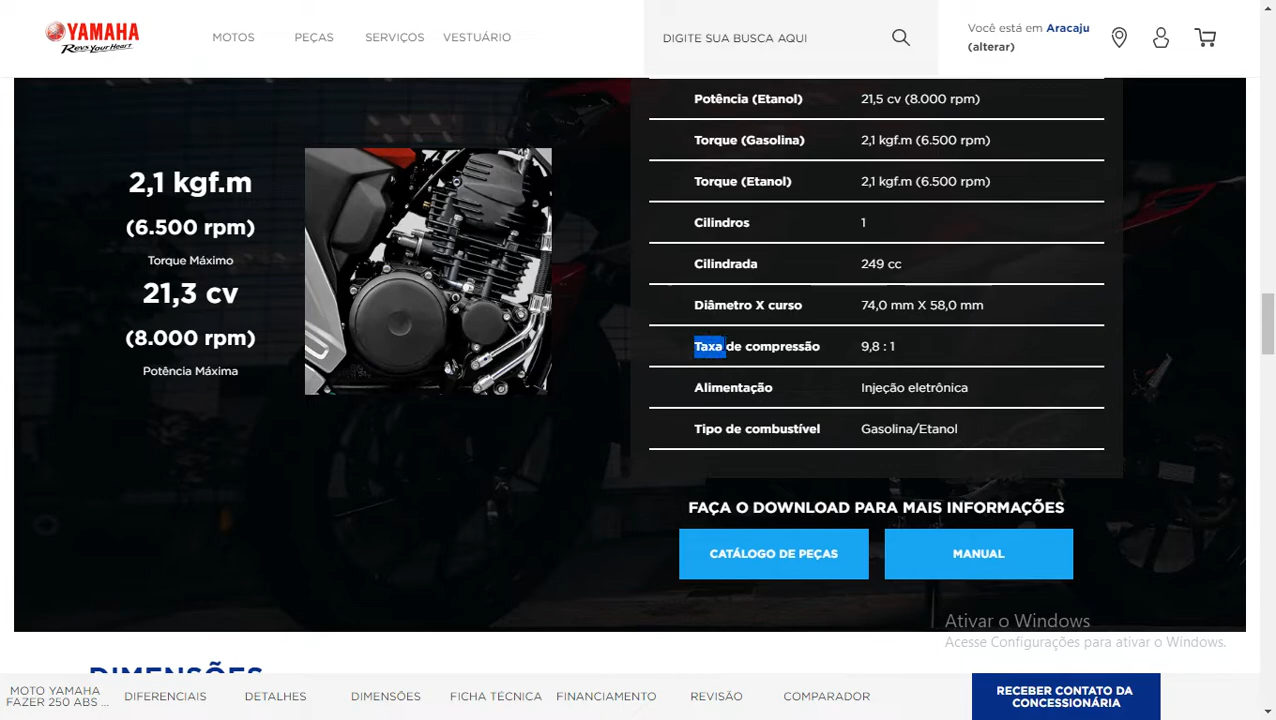 YAMAHA
Revs Your Heart
MOTOS PEÇAS SERVIÇOS VESTUÁRIO
DIGITE SUA BUSCA AQUI
Você está em Aracaju
(alterar)
2,1 kgf.m
(6.500 rpm)
Torque Máximo
21,3 cv
(8.000 rpm)
Potência Máxima
Potência (Etanol) 21,5 cv (8.000 rpm)
Torque (Gasolina) 2,1 kgf.m (6.500 rpm)
Torque (Etanol) 2,1 kgf.m (6.500 rpm)
Cilindros 1
Cilindrada 249 cc
Diâmetro X curso 74,0 mm X 58,0 mm
Taxa de compressão 9,8 : 1
Alimentação Injeção eletrônica
Tipo de combustível Gasolina/Etanol
FAÇA O DOWNLOAD PARA MAIS INFORMAÇÕES
CATÁLOGO DE PEÇAS MANUAL
Ativar o Windows
Acesse Configurações para ativar o Windows.
DIMENSÕES
MOTO YAMAHA
FAZER 250 ABS ...
DIFERENCIAIS DETALHES DIMENSÕES FICHA TÉCNICA FINANCIAMENTO REVISÃO COMPARADOR
RECEBER CONTATO DA
CONCESSIONÁRIA